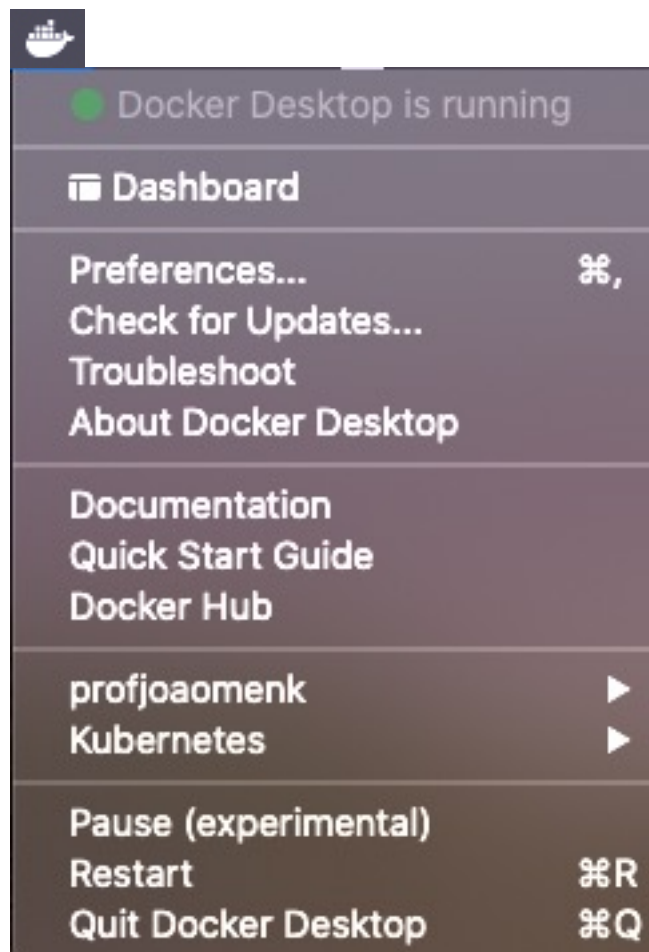 Docker Desktop is running
Dashboard
Preferences... ⌘,
Check for Updates...
Troubleshoot
About Docker Desktop
Documentation
Quick Start Guide
Docker Hub
profjoaomenk
Kubernetes
Pause (experimental)
Restart ⌘R
Quit Docker Desktop ⌘Q